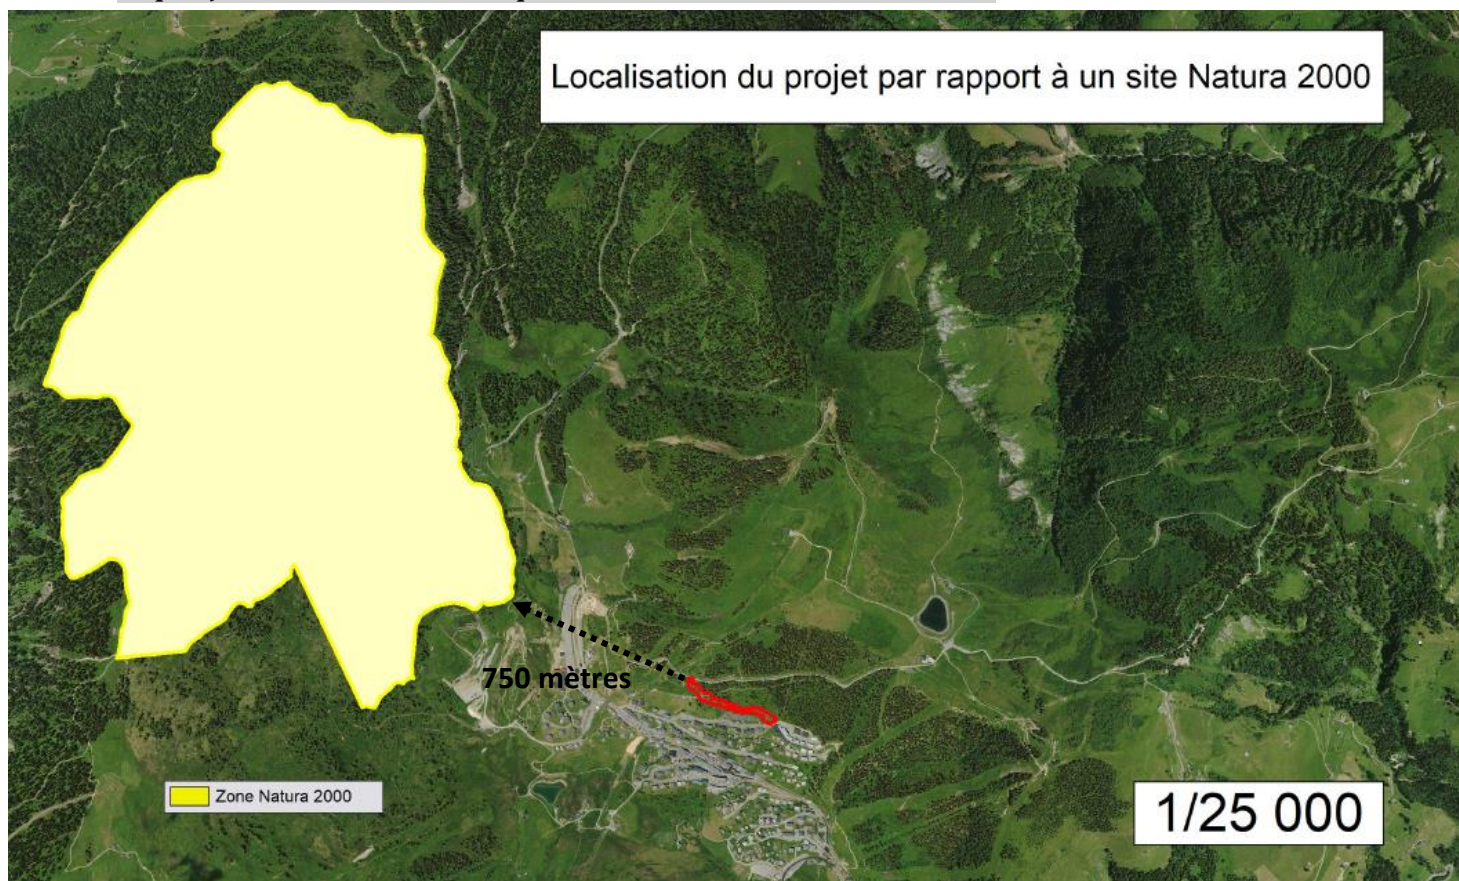 Localisation du projet par rapport à un site Natura 2000
750 mètres
Zone Natura 2000
1/25 000